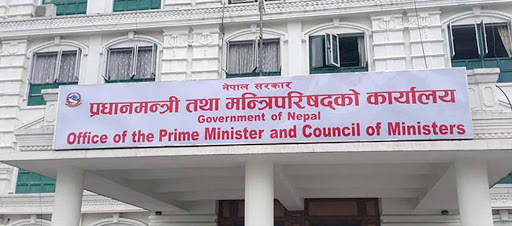 नेपाल सरकार
प्रधानमन्त्री तथा मन्त्रिपरिषद्को कार्यालय
Government of Nepal
Office of the Prime Minister and Council of Ministers